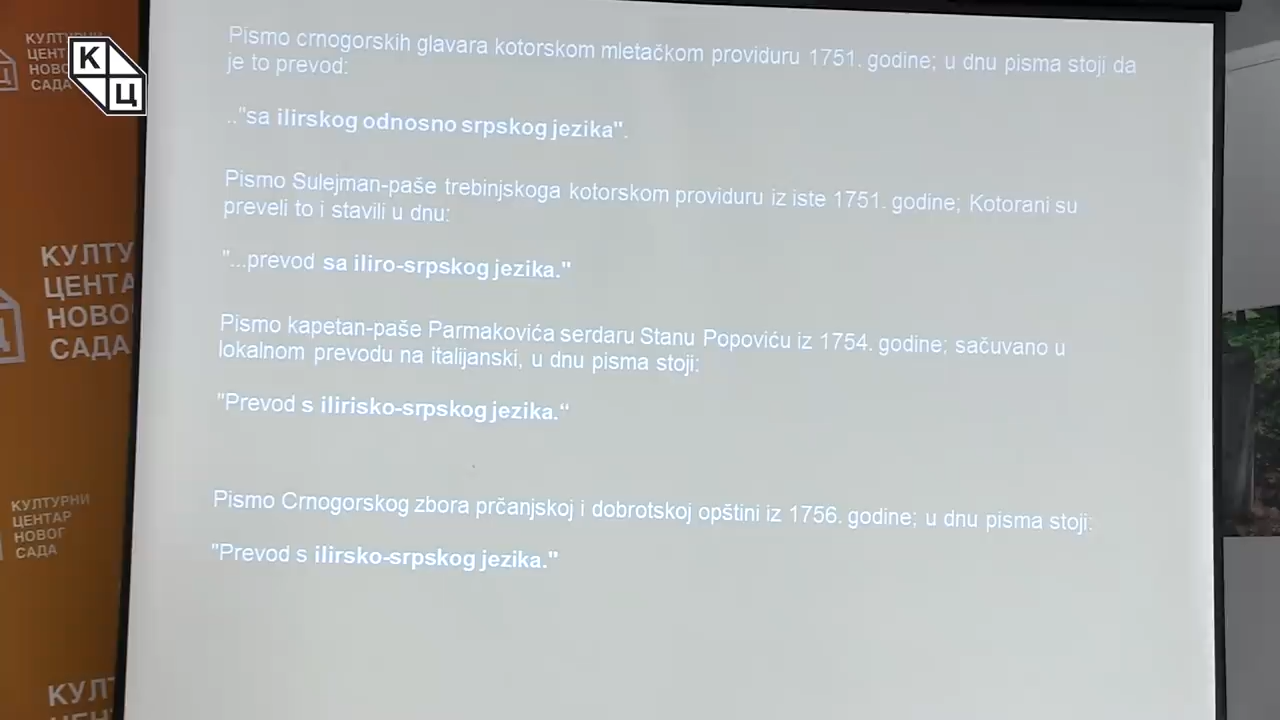 Pismo crnogorskih glavara kotorskom mletačkom providuru 1751. godine; u dnu pisma stoji da
je to prevod:
.."sa ilirskog odnosno srpskog jezika".
Pismo Sulejman-paše trebinjskoga kotorskom providuru iz iste 1751. godine; Kotorani su
preveli to i stavili u dnu:
"...prevod sa iliro-srpskog jezika."
Pismo kapetan-paše Parmakovića serdaru Stanu Popoviću iz 1754. godine; sačuvano u
lokalnom prevodu na italijanski, u dnu pisma stoji:
"Prevod s ilirisko-srpskog jezika.“
Pismo Crnogorskog zbora prčanjskoj i dobrotskoj opštini iz 1756. godine; u dnu pisma stoji:
"Prevod s ilirsko-srpskog jezika."
К
Ц
КУЛТУРНИ
ЦЕНТАР
НОВОГ
САДА
КУЛТУ
ЦЕНТА
НОВО
САДА
КУЛТУРНИ
ЦЕНТАР
НОВОГ
САДА
КУЛТ